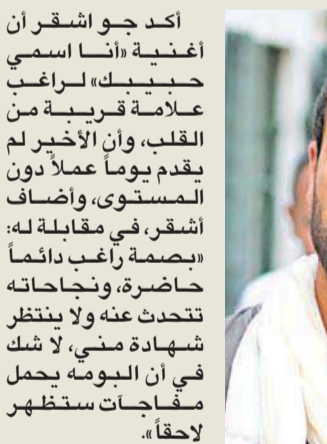 أكد جو اشقر أن
أغنية «أنا اسمي
حبيبك» لراغب
علامة قريبة من
القلب، وأن الأخير لم
يقدم يوماً عملاً دون
المستوى، وأضاف
أشقر، في مقابلة له:
«بصمة راغب دائماً
حاضرة، ونجاحاته
تتحدث عنه ولا ينتظر
شهادة مني، لا شك
في أن البومه يحمل
مفاجآت ستظهر
لاحقاً».